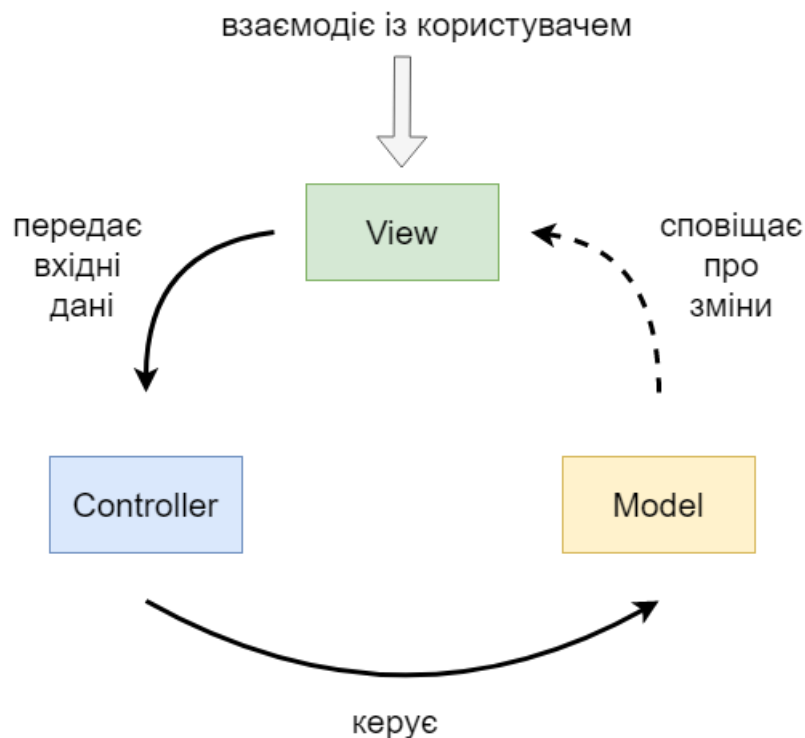 взаємодіє із користувачем
View
передає
вхідні
дані
сповіщає
про
зміни
Controller
Model
керує